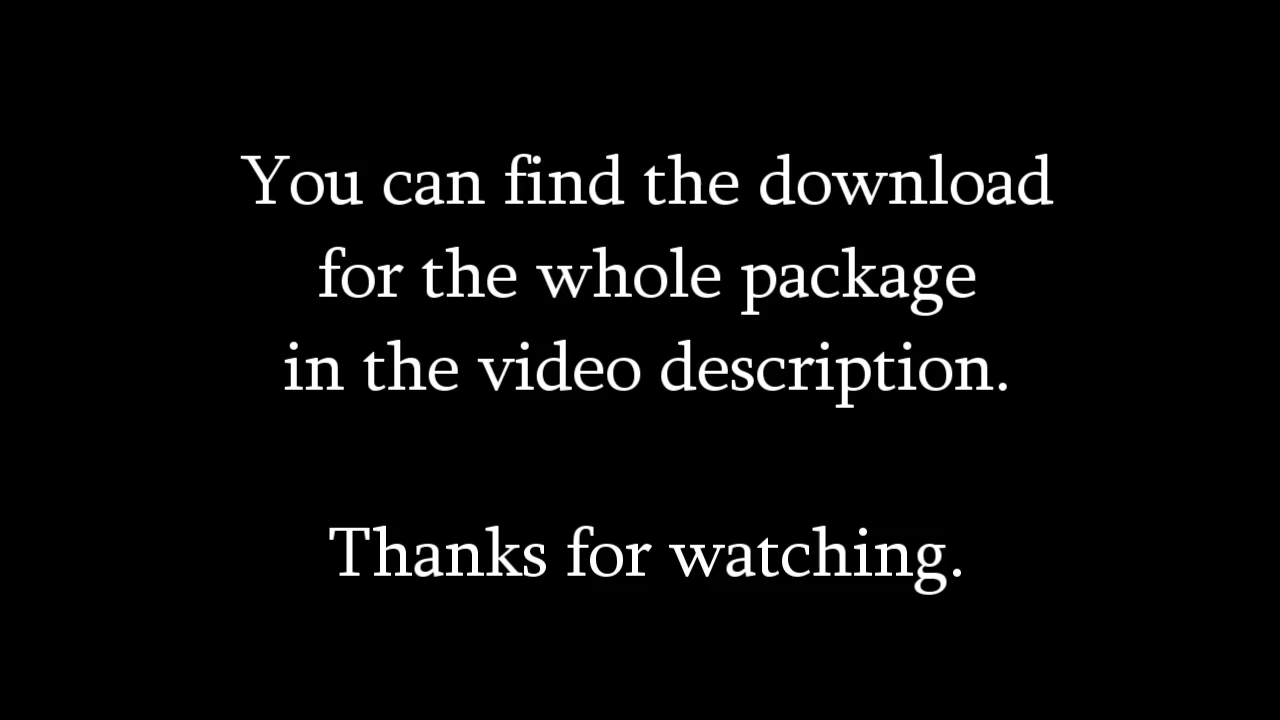 You can find the download
for the whole package
in the video description.
Thanks for watching.